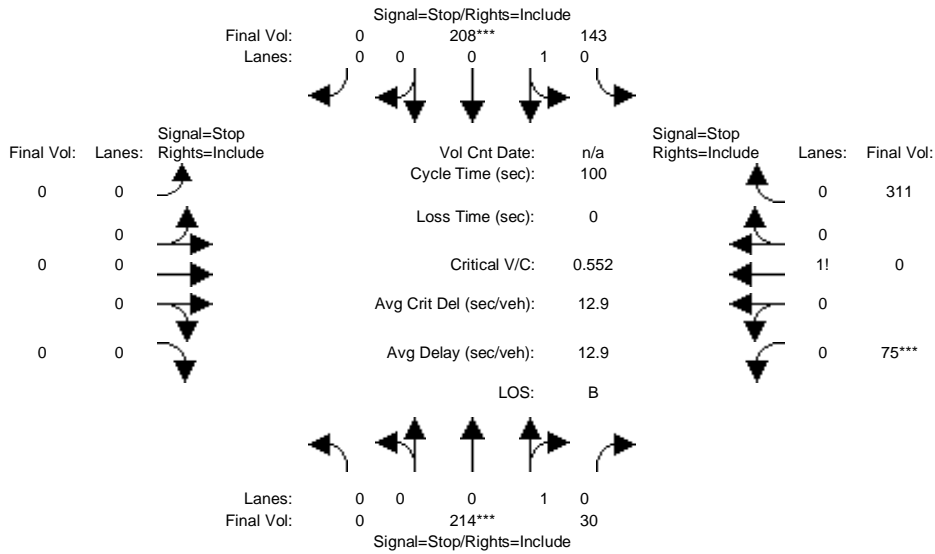 Signal=Stop/Rights=Include
Final Vol: 0 208*** 143
Lanes: 0 0 0 1 0
Signal=Stop Signal=Stop
Final Vol: Lanes: Rights=Include Vol Cnt Date: n/a Rights=Include Lanes: Final Vol:
Cycle Time (sec): 100
0 0 0 311
Loss Time (sec): 0
0 0
0 0 Critical V/C: 0.552 1! 0
0 Avg Crit Del (sec/veh): 12.9 0
0 0 Avg Delay (sec/veh): 12.9 0 75***
LOS: B
Lanes: 0 0 0 1 0
Final Vol: 0 214*** 30
Signal=Stop/Rights=Include